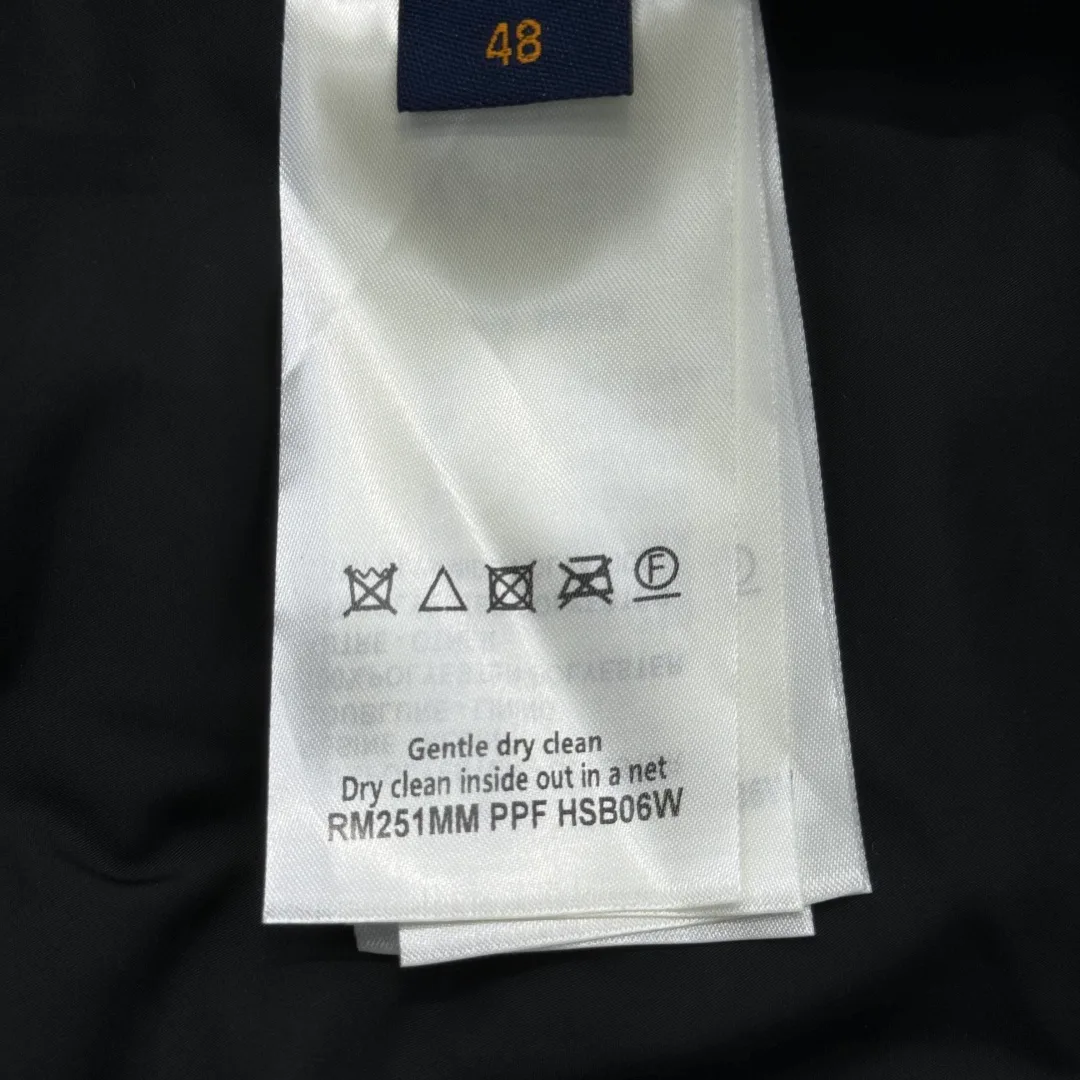 48
F
Gentle dry clean
Dry clean inside out in a net
RM251MM PPF HSB06W